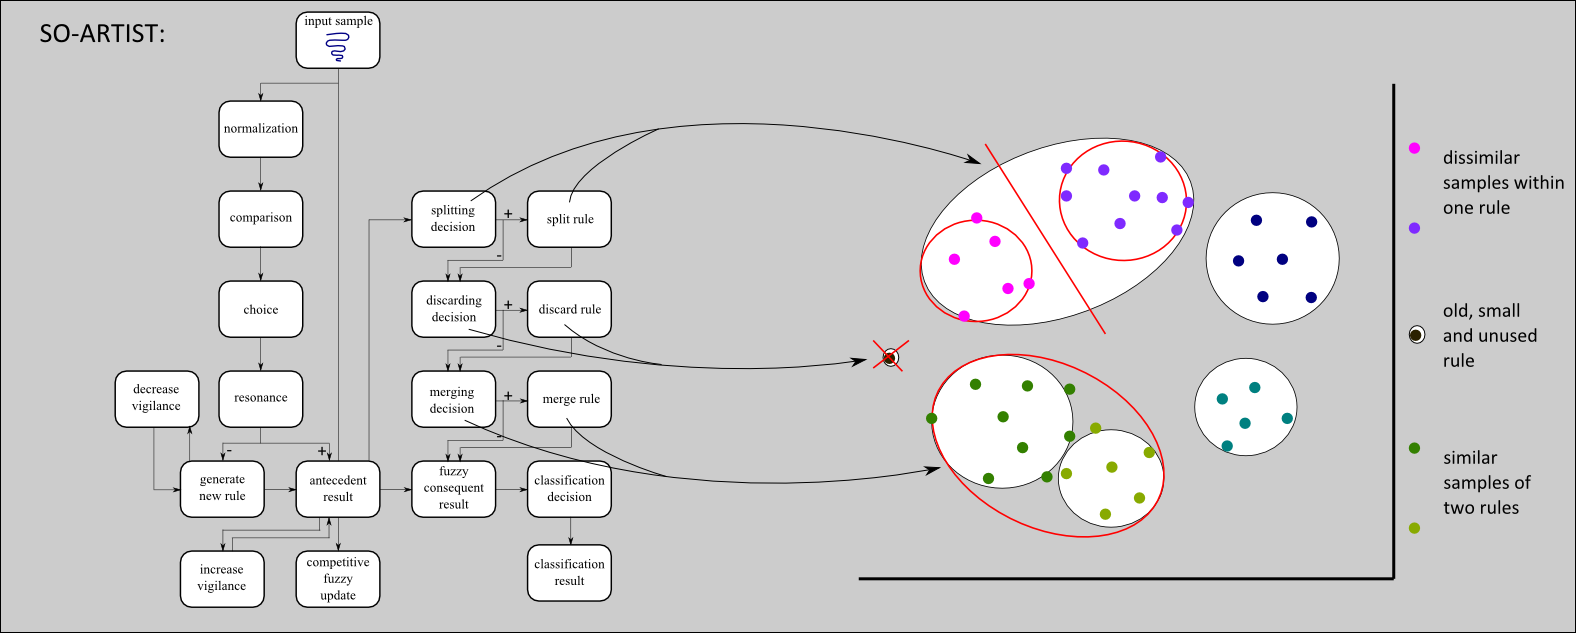 SO-ARTIST:
input sample
normalization
comparison
choice
resonance
decrease
vigilance
-
+
generate
new rule
antecedent
result
increase
vigilance
competitive
fuzzy
update
splitting
decision
+
-
split rule
discarding
decision
+
-
discard rule
merging
decision
+
-
merge rule
fuzzy
consequent
result
classification
decision
classification
result
dissimilar
samples within
one rule
old, small
and unused
rule
similar
samples of
two rules